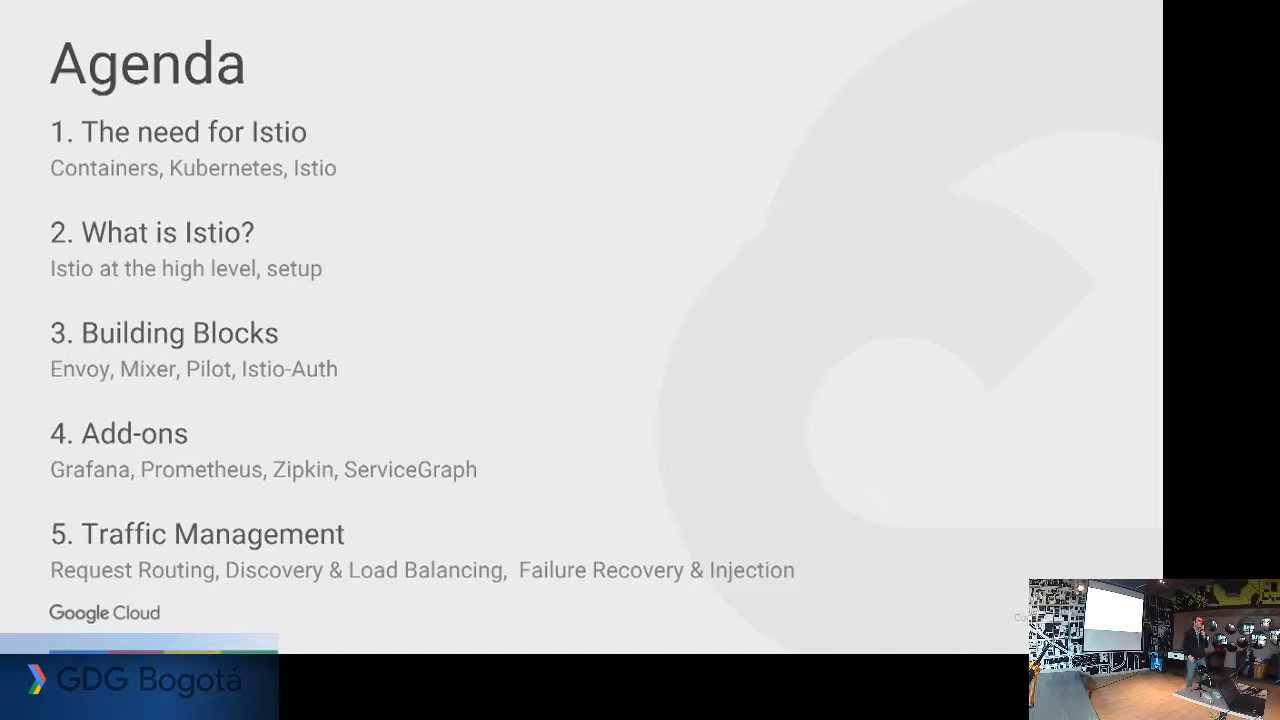 Agenda
1. The need for Istio
Containers, Kubernetes, Istio
2. What is Istio?
Istio at the high level, setup
3. Building Blocks
Envoy, Mixer, Pilot, Istio-Auth
4. Add-ons
Grafana, Prometheus, Zipkin, ServiceGraph
5. Traffic Management
Request Routing, Discovery & Load Balancing, Failure Recovery & Injection
Google Cloud
GDG Bogotá